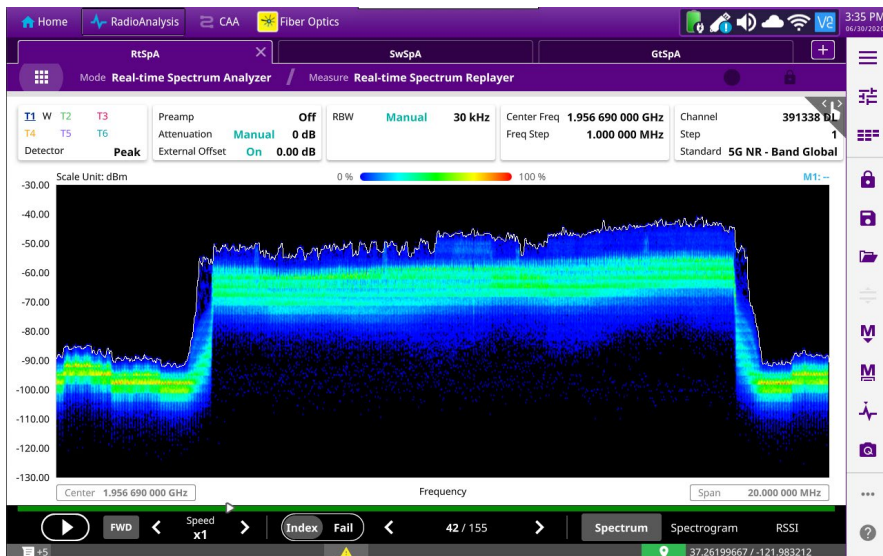 Home RadioAnalysis CAA Fiber Optics V2 3:35 PM
06/30/2020
RtSpA SwSpA GtSpA
Mode Real-time Spectrum Analyzer / Measure Real-time Spectrum Replayer
T1 W T2 T3
T4 T5 T6
Detector Peak
Preamp Off
Attenuation Manual 0 dB
External Offset On 0.00 dB
RBW Manual 30 kHz
Center Freq 1.956 690 000 GHz
Freq Step 1.000 000 MHz
Channel 391338 DL
Step 1
Standard 5G NR - Band Global
Scale Unit: dBm 0 % 100 % M1: --
-30.00
-40.00
-50.00
-60.00
-70.00
-80.00
-90.00
-100.00
-110.00
-120.00
-130.00
Center 1.956 690 000 GHz Frequency Span 20.000 000 MHz
FWD Speed x1 Index Fail 42 / 155 Spectrum Spectrogram RSSI
+5 37.26199667 / -121.983212
M
M